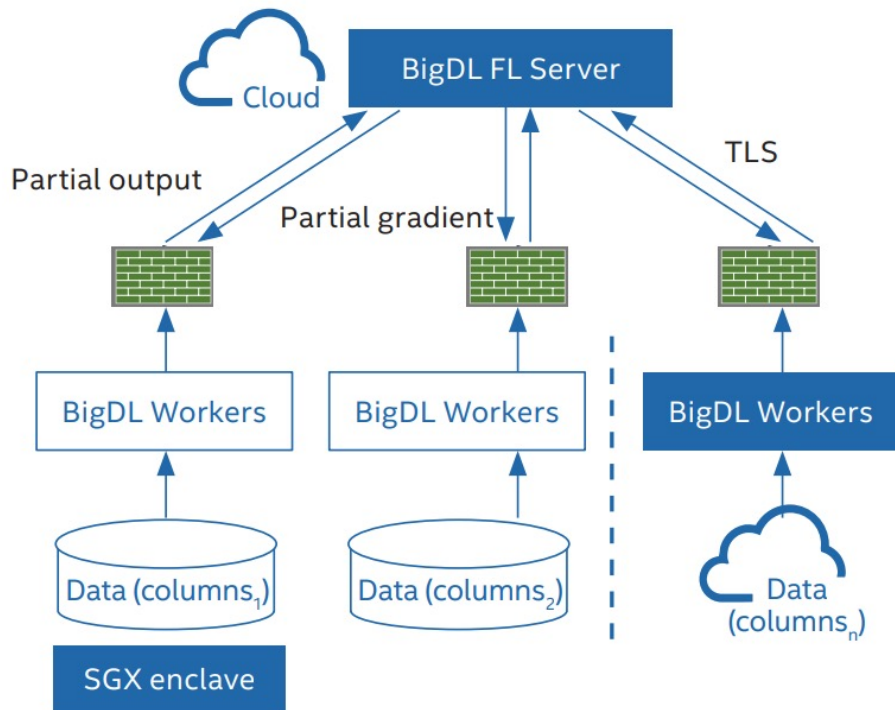 BigDL FL Server
Cloud
TLS
Partial output
Partial gradient
BigDL Workers
BigDL Workers
BigDL Workers
Data (columns₁)
Data (columns₂)
Data
(columnsₙ)
SGX enclave